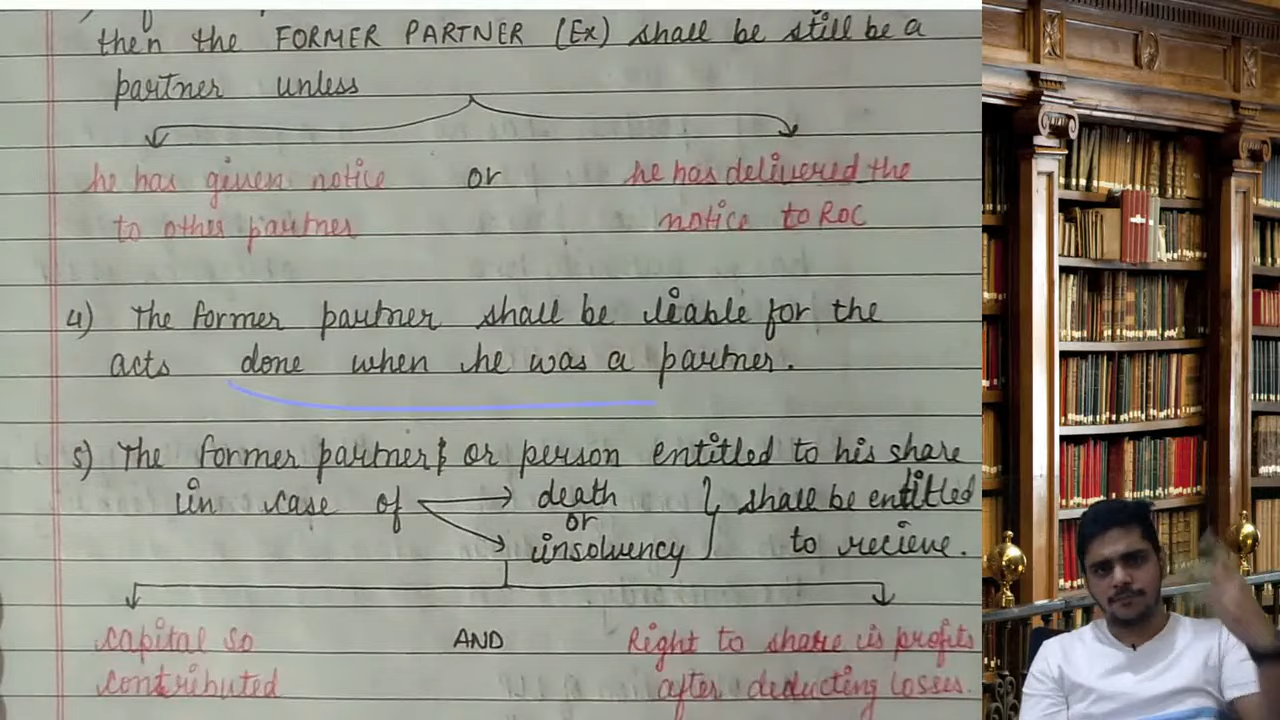 then the FORMER PARTNER (Ex) shall be still be a
partner unless
he has given notice or he has delivered the
to other partner notice to ROC
4) The former partner shall be liable for the
acts done when he was a partner.
5) The former partner or person entitled to his share
in case of death shall be entitled
or
insolvency to recieve.
capital so AND Right to share is profits
contributed after deducting losses.